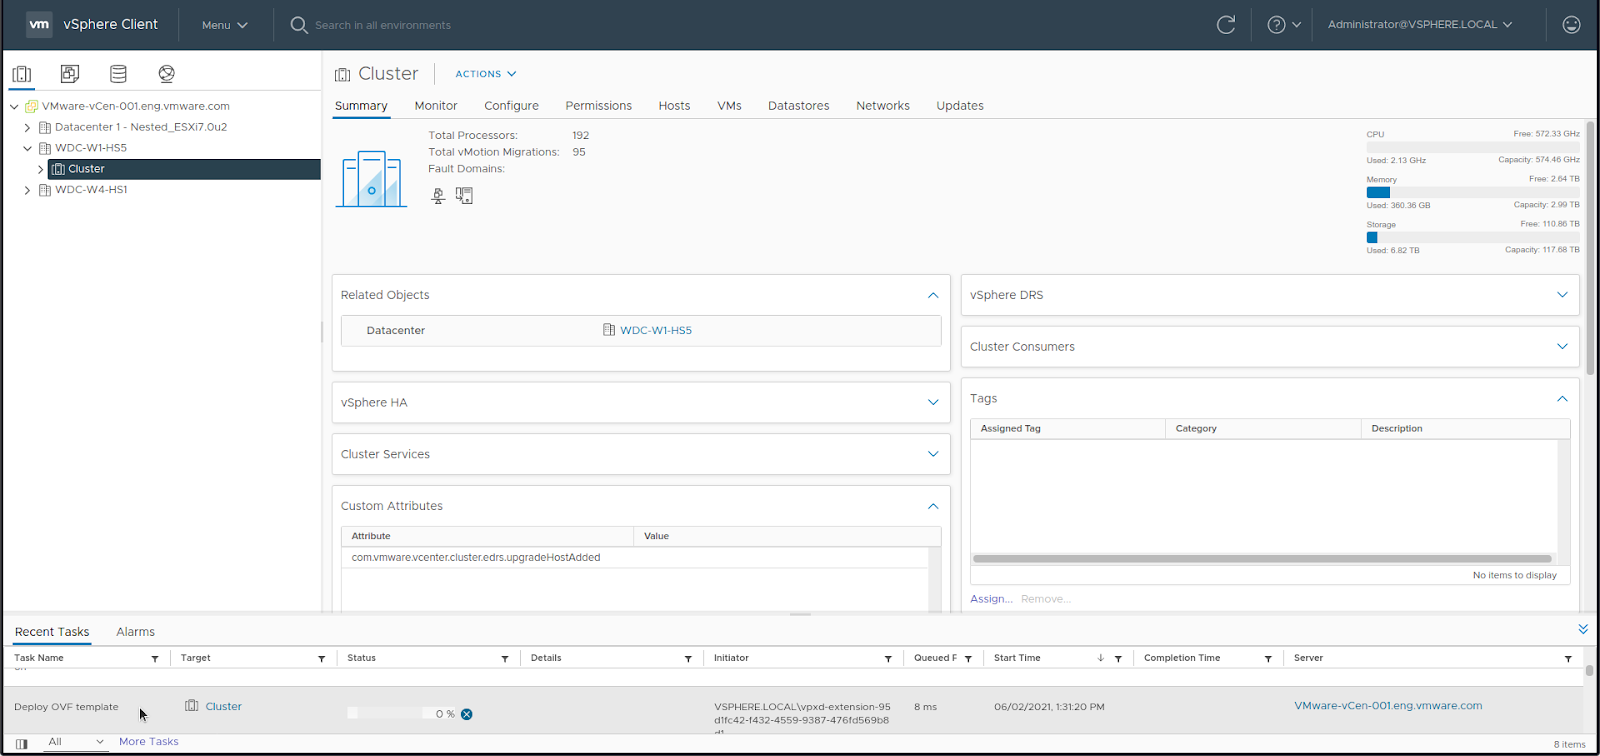 vm vSphere Client Menu Search in all environments Administrator@VSPHERE.LOCAL
VMware-vCen-001.eng.vmware.com
Datacenter 1 - Nested_ESXi7.0u2
WDC-W1-HS5
Cluster
WDC-W4-HS1
Cluster ACTIONS
Summary Monitor Configure Permissions Hosts VMs Datastores Networks Updates
Total Processors: 192
Total vMotion Migrations: 95
Fault Domains:
CPU Free: 572.33 GHz
Used: 2.13 GHz Capacity: 574.46 GHz
Memory Free: 2.64 TB
Used: 360.36 GB Capacity: 2.99 TB
Storage Free: 110.86 TB
Used: 6.82 TB Capacity: 117.68 TB
Related Objects
Datacenter WDC-W1-HS5
vSphere HA
Cluster Services
Custom Attributes
Attribute Value
com.vmware.vcenter.cluster.edrs.upgradeHostAdded
vSphere DRS
Cluster Consumers
Tags
Assigned Tag Category Description
No items to display
Assign... Remove...
Recent Tasks Alarms
Task Name Target Status Details Initiator Queued F Start Time Completion Time Server
Deploy OVF template Cluster 0 % VSPHERE.LOCAL\vpxd-extension-95 8 ms 06/02/2021, 1:31:20 PM VMware-vCen-001.eng.vmware.com
d1fc42-f432-4559-9387-476fd569b8
All More Tasks 8 items